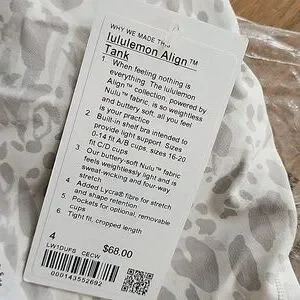 WHY WE MADE THIS
lululemon Align™
Tank
1 When feeling nothing is
everything. The lululemon
Align™ collection, powered by
Nulu™ fabric, is so weightless
and buttery soft, all you feel
is your practice
2 Built-in shelf bra intended to
provide light support. Sizes
0-14 fit A/B cups, sizes 16-20
fit C/D cups
3 Our buttery-soft Nulu™ fabric
feels weightlessly light and is
sweat-wicking and four-way
stretch
4 Added Lycra® fibre for stretch
and shape retention
5 Pockets for optional, removable
cups
6 Tight fit, cropped length
4
$68.00
LW1DUFS CECW
000143552692